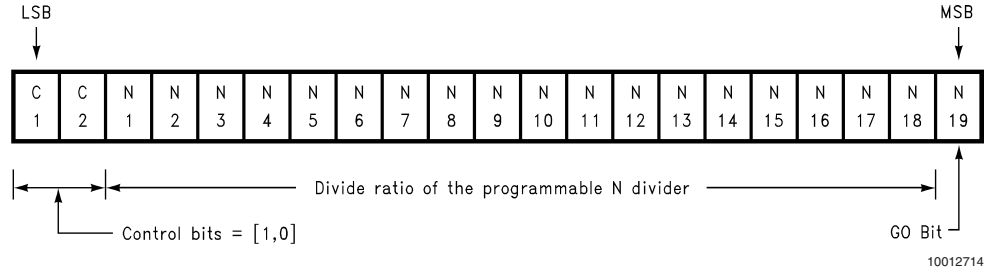 LSB MSB
C C N N N N N N N N N N N N N N N N N N N
1 2 1 2 3 4 5 6 7 8 9 10 11 12 13 14 15 16 17 18 19
Divide ratio of the programmable N divider
Control bits = [1,0] GO Bit
10012714